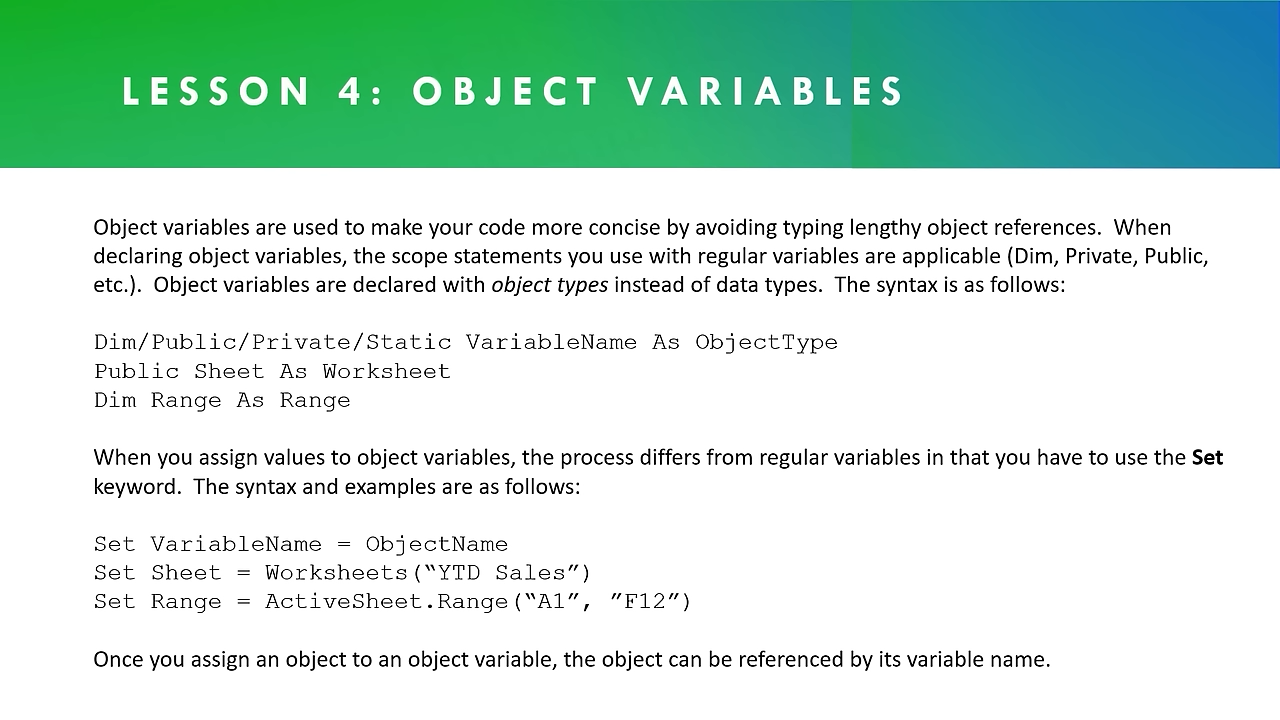 LESSON 4: OBJECT VARIABLES
Object variables are used to make your code more concise by avoiding typing lengthy object references.  When
declaring object variables, the scope statements you use with regular variables are applicable (Dim, Private, Public,
etc.).  Object variables are declared with object types instead of data types.  The syntax is as follows:
Dim/Public/Private/Static VariableName As ObjectType
Public Sheet As Worksheet
Dim Range As Range
When you assign values to object variables, the process differs from regular variables in that you have to use the Set
keyword.  The syntax and examples are as follows:
Set VariableName = ObjectName
Set Sheet = Worksheets(“YTD Sales”)
Set Range = ActiveSheet.Range(“A1”, ”F12”)
Once you assign an object to an object variable, the object can be referenced by its variable name.